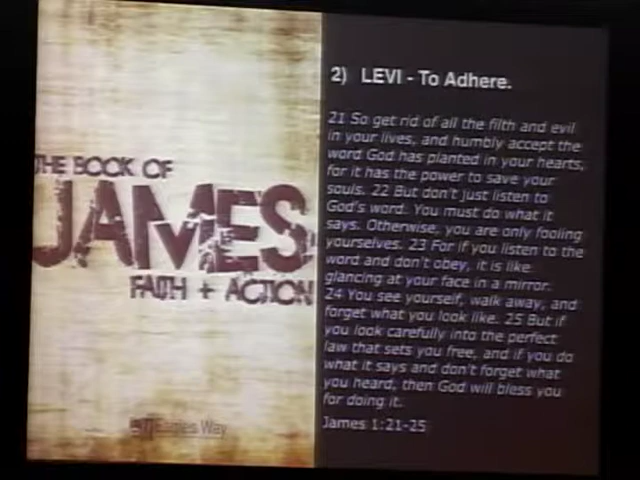 THE BOOK OF
JAMES
FAITH + ACTION
Way
2) LEVI - To Adhere.
21 So get rid of all the filth and evil
in your lives, and humbly accept the
word God has planted in your hearts,
for it has the power to save your
souls. 22 But don't just listen to
God's word. You must do what it
says. Otherwise, you are only fooling
yourselves. 23 For if you listen to the
word and don't obey, it is like
glancing at your face in a mirror.
24 You see yourself, walk away, and
forget what you look like. 25 But if
you look carefully into the perfect
law that sets you free, and if you do
what it says and don't forget what
you heard, then God will bless you
for doing it.
James 1:21-25